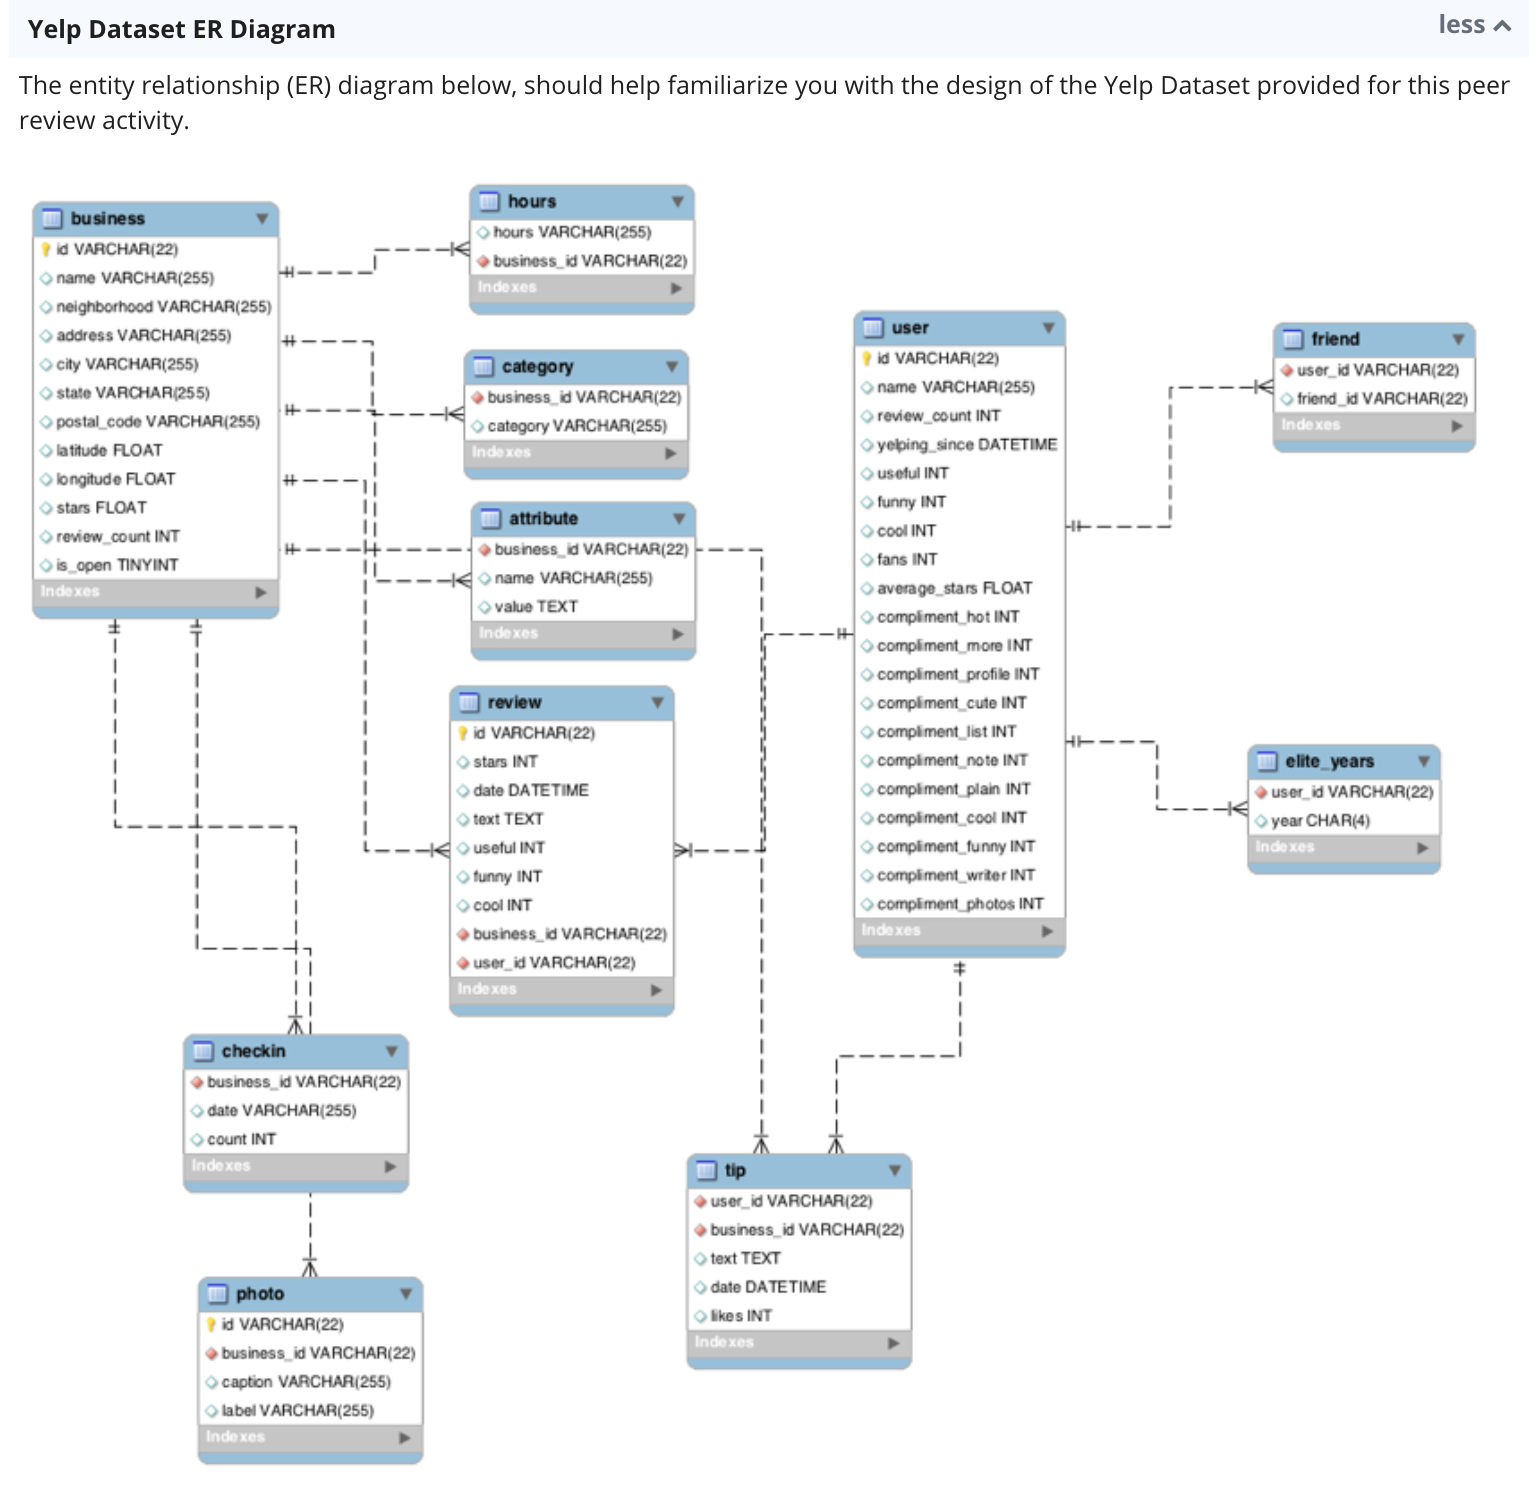 Yelp Dataset ER Diagram
less
The entity relationship (ER) diagram below, should help familiarize you with the design of the Yelp Dataset provided for this peer
review activity.
business
id VARCHAR(22)
name VARCHAR(255)
neighborhood VARCHAR(255)
address VARCHAR(255)
city VARCHAR(255)
state VARCHAR(255)
postal_code VARCHAR(255)
latitude FLOAT
longitude FLOAT
stars FLOAT
review_count INT
is_open TINYINT
Indexes
hours
hours VARCHAR(255)
business_id VARCHAR(22)
Indexes
category
business_id VARCHAR(22)
category VARCHAR(255)
Indexes
attribute
business_id VARCHAR(22)
name VARCHAR(255)
value TEXT
Indexes
review
id VARCHAR(22)
stars INT
date DATETIME
text TEXT
useful INT
funny INT
cool INT
business_id VARCHAR(22)
user_id VARCHAR(22)
Indexes
user
id VARCHAR(22)
name VARCHAR(255)
review_count INT
yelping_since DATETIME
useful INT
funny INT
cool INT
fans INT
average_stars FLOAT
compliment_hot INT
compliment_more INT
compliment_profile INT
compliment_cute INT
compliment_list INT
compliment_note INT
compliment_plain INT
compliment_cool INT
compliment_funny INT
compliment_writer INT
compliment_photos INT
Indexes
friend
user_id VARCHAR(22)
friend_id VARCHAR(22)
Indexes
elite_years
user_id VARCHAR(22)
year CHAR(4)
Indexes
checkin
business_id VARCHAR(22)
date VARCHAR(255)
count INT
Indexes
tip
user_id VARCHAR(22)
business_id VARCHAR(22)
text TEXT
date DATETIME
likes INT
Indexes
photo
id VARCHAR(22)
business_id VARCHAR(22)
caption VARCHAR(255)
label VARCHAR(255)
Indexes